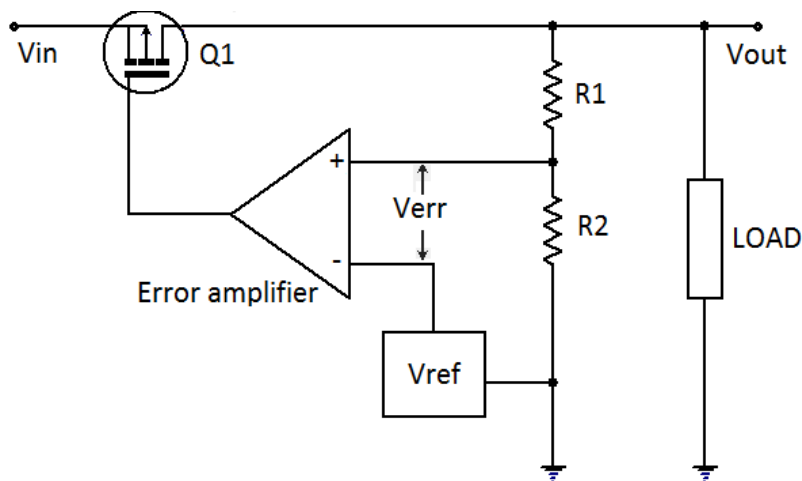 Vin
Q1
Vout
R1
+
Verr
R2
LOAD
-
Error amplifier
Vref